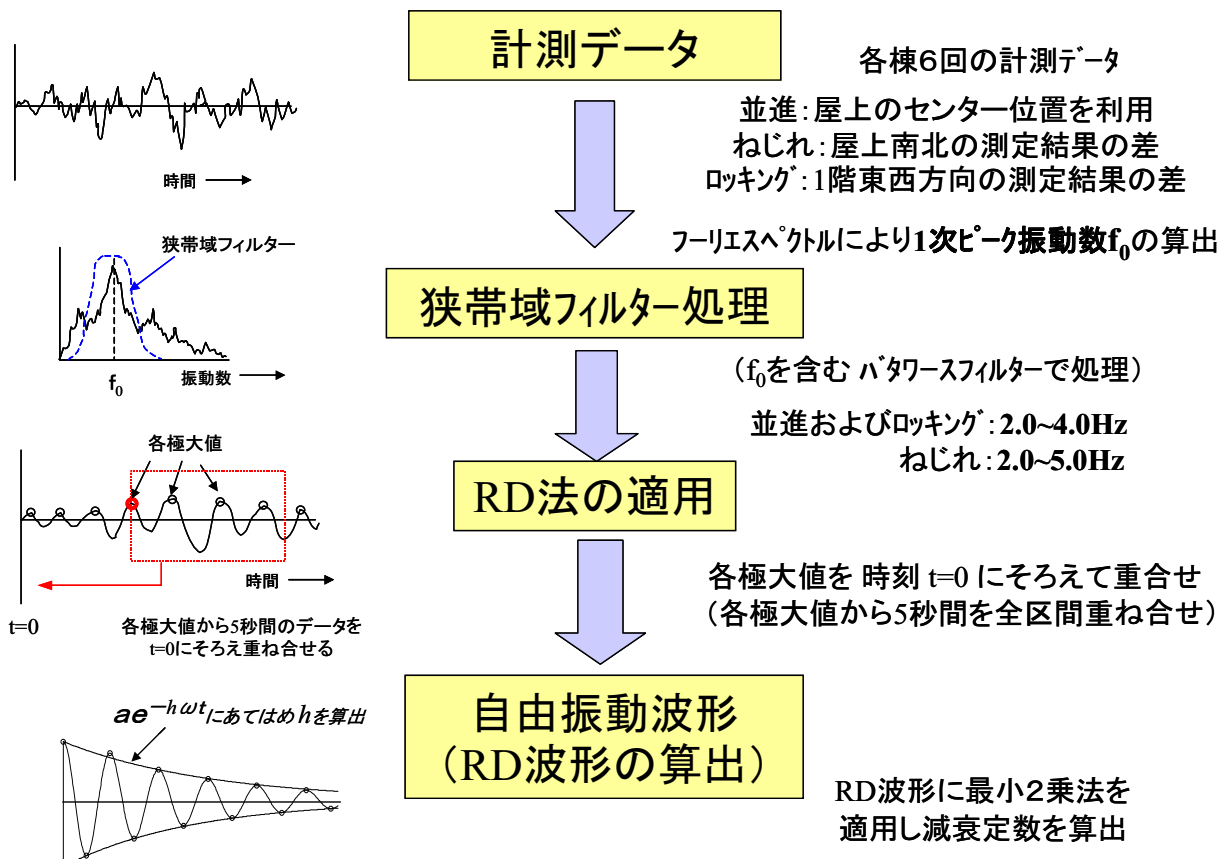 計測データ
各棟６回の計測ﾃﾞｰﾀ
並進：屋上のセンター位置を利用
ねじれ：屋上南北の測定結果の差
ﾛｯｷﾝｸﾞ：1階東西方向の測定結果の差
時間
ﾌｰﾘｴｽﾍﾟｸﾄﾙにより1次ﾋﾟｰｸ振動数f0の算出
狭帯域フィルター
狭帯域フィルター処理
f0
振動数
（f0を含む ﾊﾞﾀﾜｰｽﾌｨﾙﾀｰで処理）
並進およびﾛｯｷﾝｸﾞ：2.0~4.0Hz
ねじれ：2.0~5.0Hz
各極大値
RD法の適用
時間
t=0
各極大値から5秒間のデータを
t=0にそろえ重ね合せる
各極大値を 時刻 t=0 にそろえて重合せ
（各極大値から5秒間を全区間重ね合せ）
ae−hωtにあてはめhを算出
自由振動波形
（RD波形の算出）
RD波形に最小２乗法を
適用し減衰定数を算出